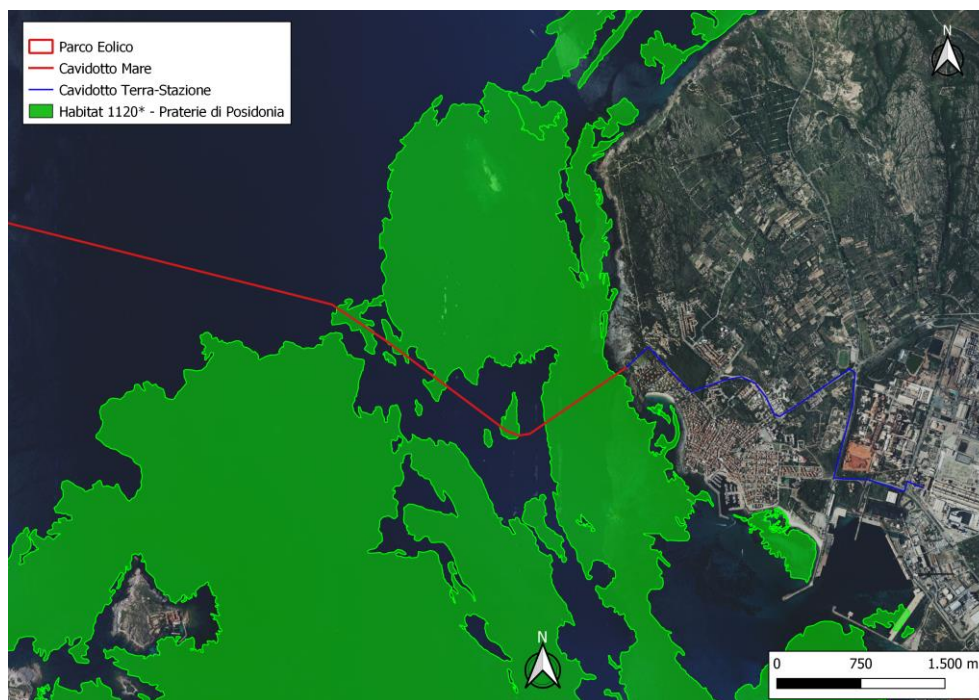 Parco Eolico
Cavidotto Mare
Cavidotto Terra-Stazione
Habitat 1120* - Praterie di Posidonia
N
N
0 750 1.500 m